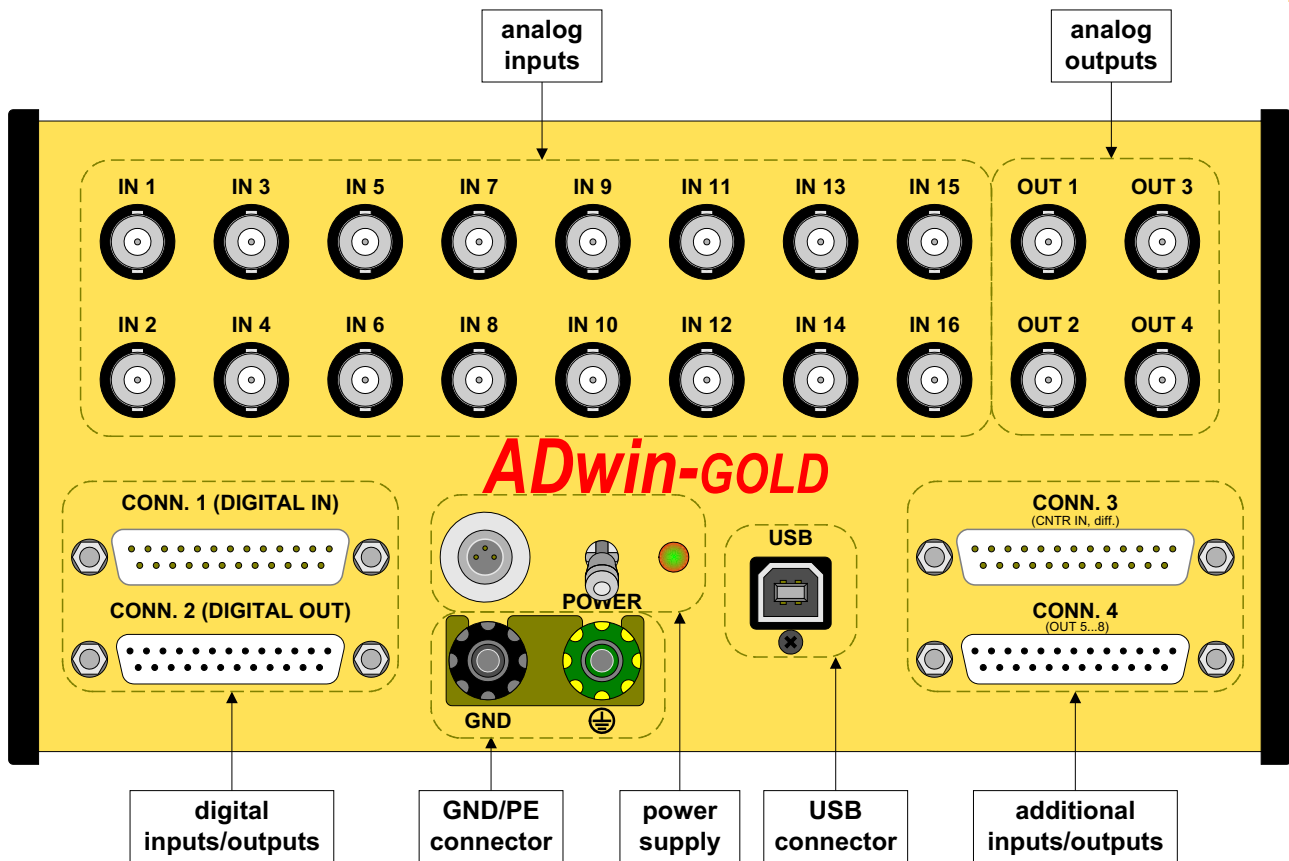 analog
inputs
analog
outputs
IN 1 IN 3 IN 5 IN 7 IN 9 IN 11 IN 13 IN 15 OUT 1 OUT 3
IN 2 IN 4 IN 6 IN 8 IN 10 IN 12 IN 14 IN 16 OUT 2 OUT 4
ADwin-GOLD
CONN. 1 (DIGITAL IN)
CONN. 2 (DIGITAL OUT)
POWER
GND
USB
CONN. 3
(CNTR IN, diff.)
CONN. 4
(OUT 5...8)
digital
inputs/outputs
GND/PE
connector
power
supply
USB
connector
additional
inputs/outputs